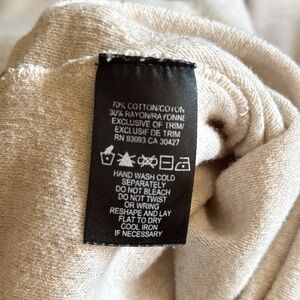 70% COTTON/COTON
30% RAYON/RAYONNE
EXCLUSIVE OF TRIM/
EXCLUSIF DE TRIM
RN 93693 CA 30427
HAND WASH COLD
SEPARATELY
DO NOT BLEACH
DO NOT TWIST
OR WRING
RESHAPE AND LAY
FLAT TO DRY
COOL IRON
IF NECESSARY